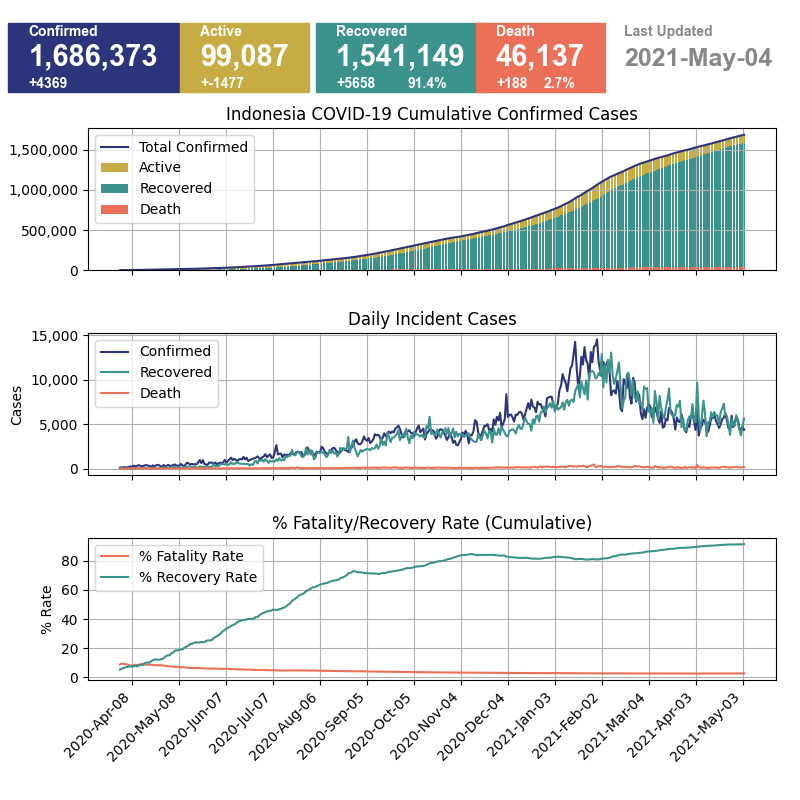 Confirmed
1,686,373
+4369
Active
99,087
+-1477
Recovered
1,541,149
+5658 91.4%
Death
46,137
+188 2.7%
Last Updated
2021-May-04
Indonesia COVID-19 Cumulative Confirmed Cases
Total Confirmed
Active
Recovered
Death
1,500,000
1,000,000
500,000
0
Daily Incident Cases
Confirmed
Recovered
Death
Cases
15,000
10,000
5,000
0
% Fatality/Recovery Rate (Cumulative)
% Fatality Rate
% Recovery Rate
% Rate
80
60
40
20
0
2020-Apr-08
2020-May-08
2020-Jun-07
2020-Jul-07
2020-Aug-06
2020-Sep-05
2020-Oct-05
2020-Nov-04
2020-Dec-04
2021-Jan-03
2021-Feb-02
2021-Mar-04
2021-Apr-03
2021-May-03